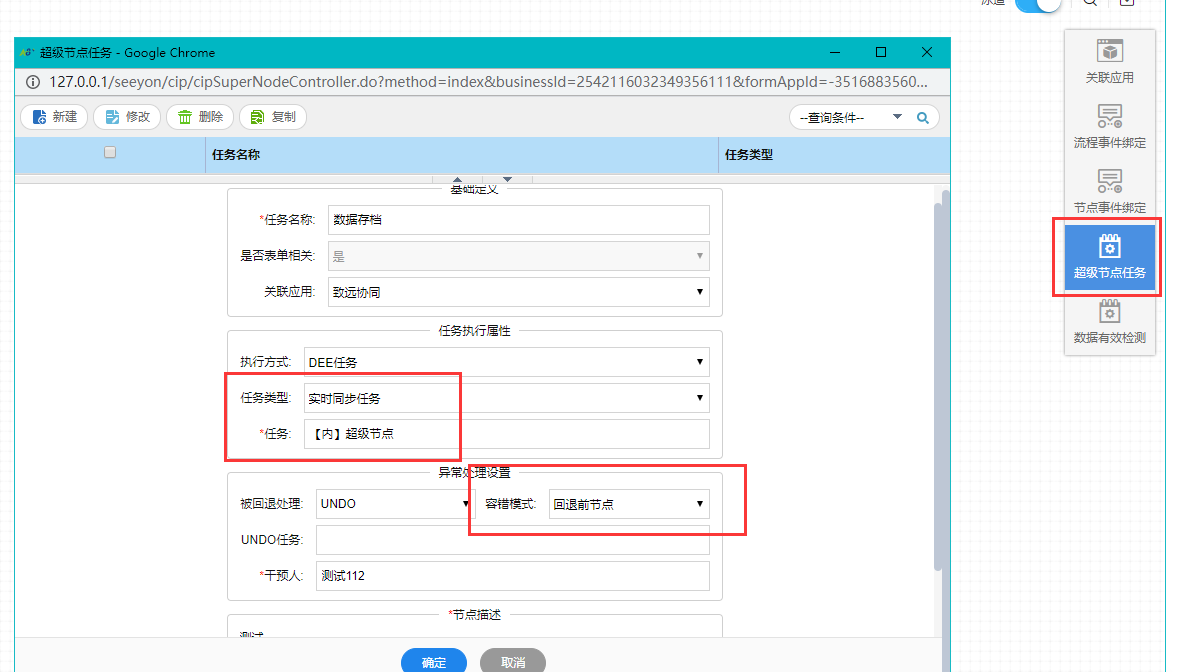 超级节点任务 - Google Chrome
127.0.0.1/seeyon/cip/cipSuperNodeController.do?method=index&businessId=2542116032349356111&formAppId=-3516883560...
新建 修改 删除 复制 --查询条件--
任务名称 任务类型
基础定义
*任务名称: 数据存档
是否表单相关: 是
关联应用: 致远协同
任务执行属性
执行方式: DEE任务
任务类型: 实时同步任务
*任务: 【内】超级节点
异常处理设置
被回退处理: UNDO 容错模式: 回退前节点
UNDO任务:
*干预人: 测试112
*节点描述
测试
确定 取消
关联应用
流程事件绑定
节点事件绑定
超级节点任务
数据有效检测